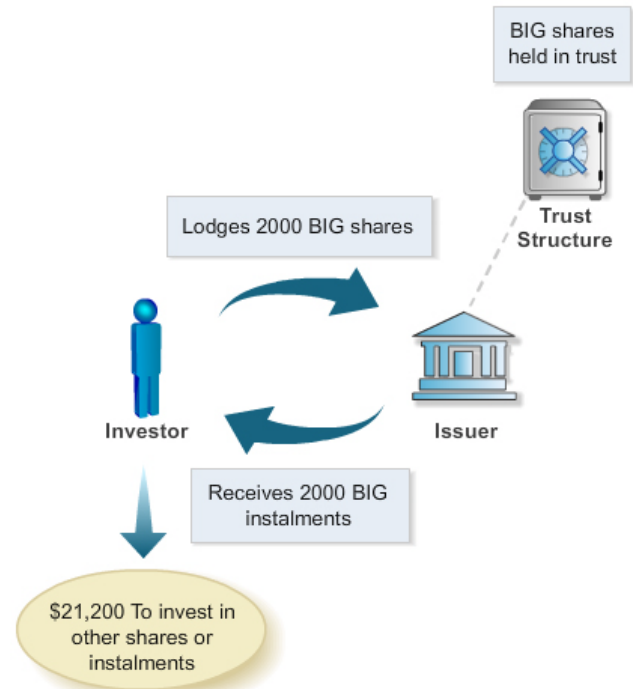 BIG shares
held in trust
Trust
Structure
Lodges 2000 BIG shares
Investor
Issuer
Receives 2000 BIG
instalments
$21,200 To invest in
other shares or
instalments